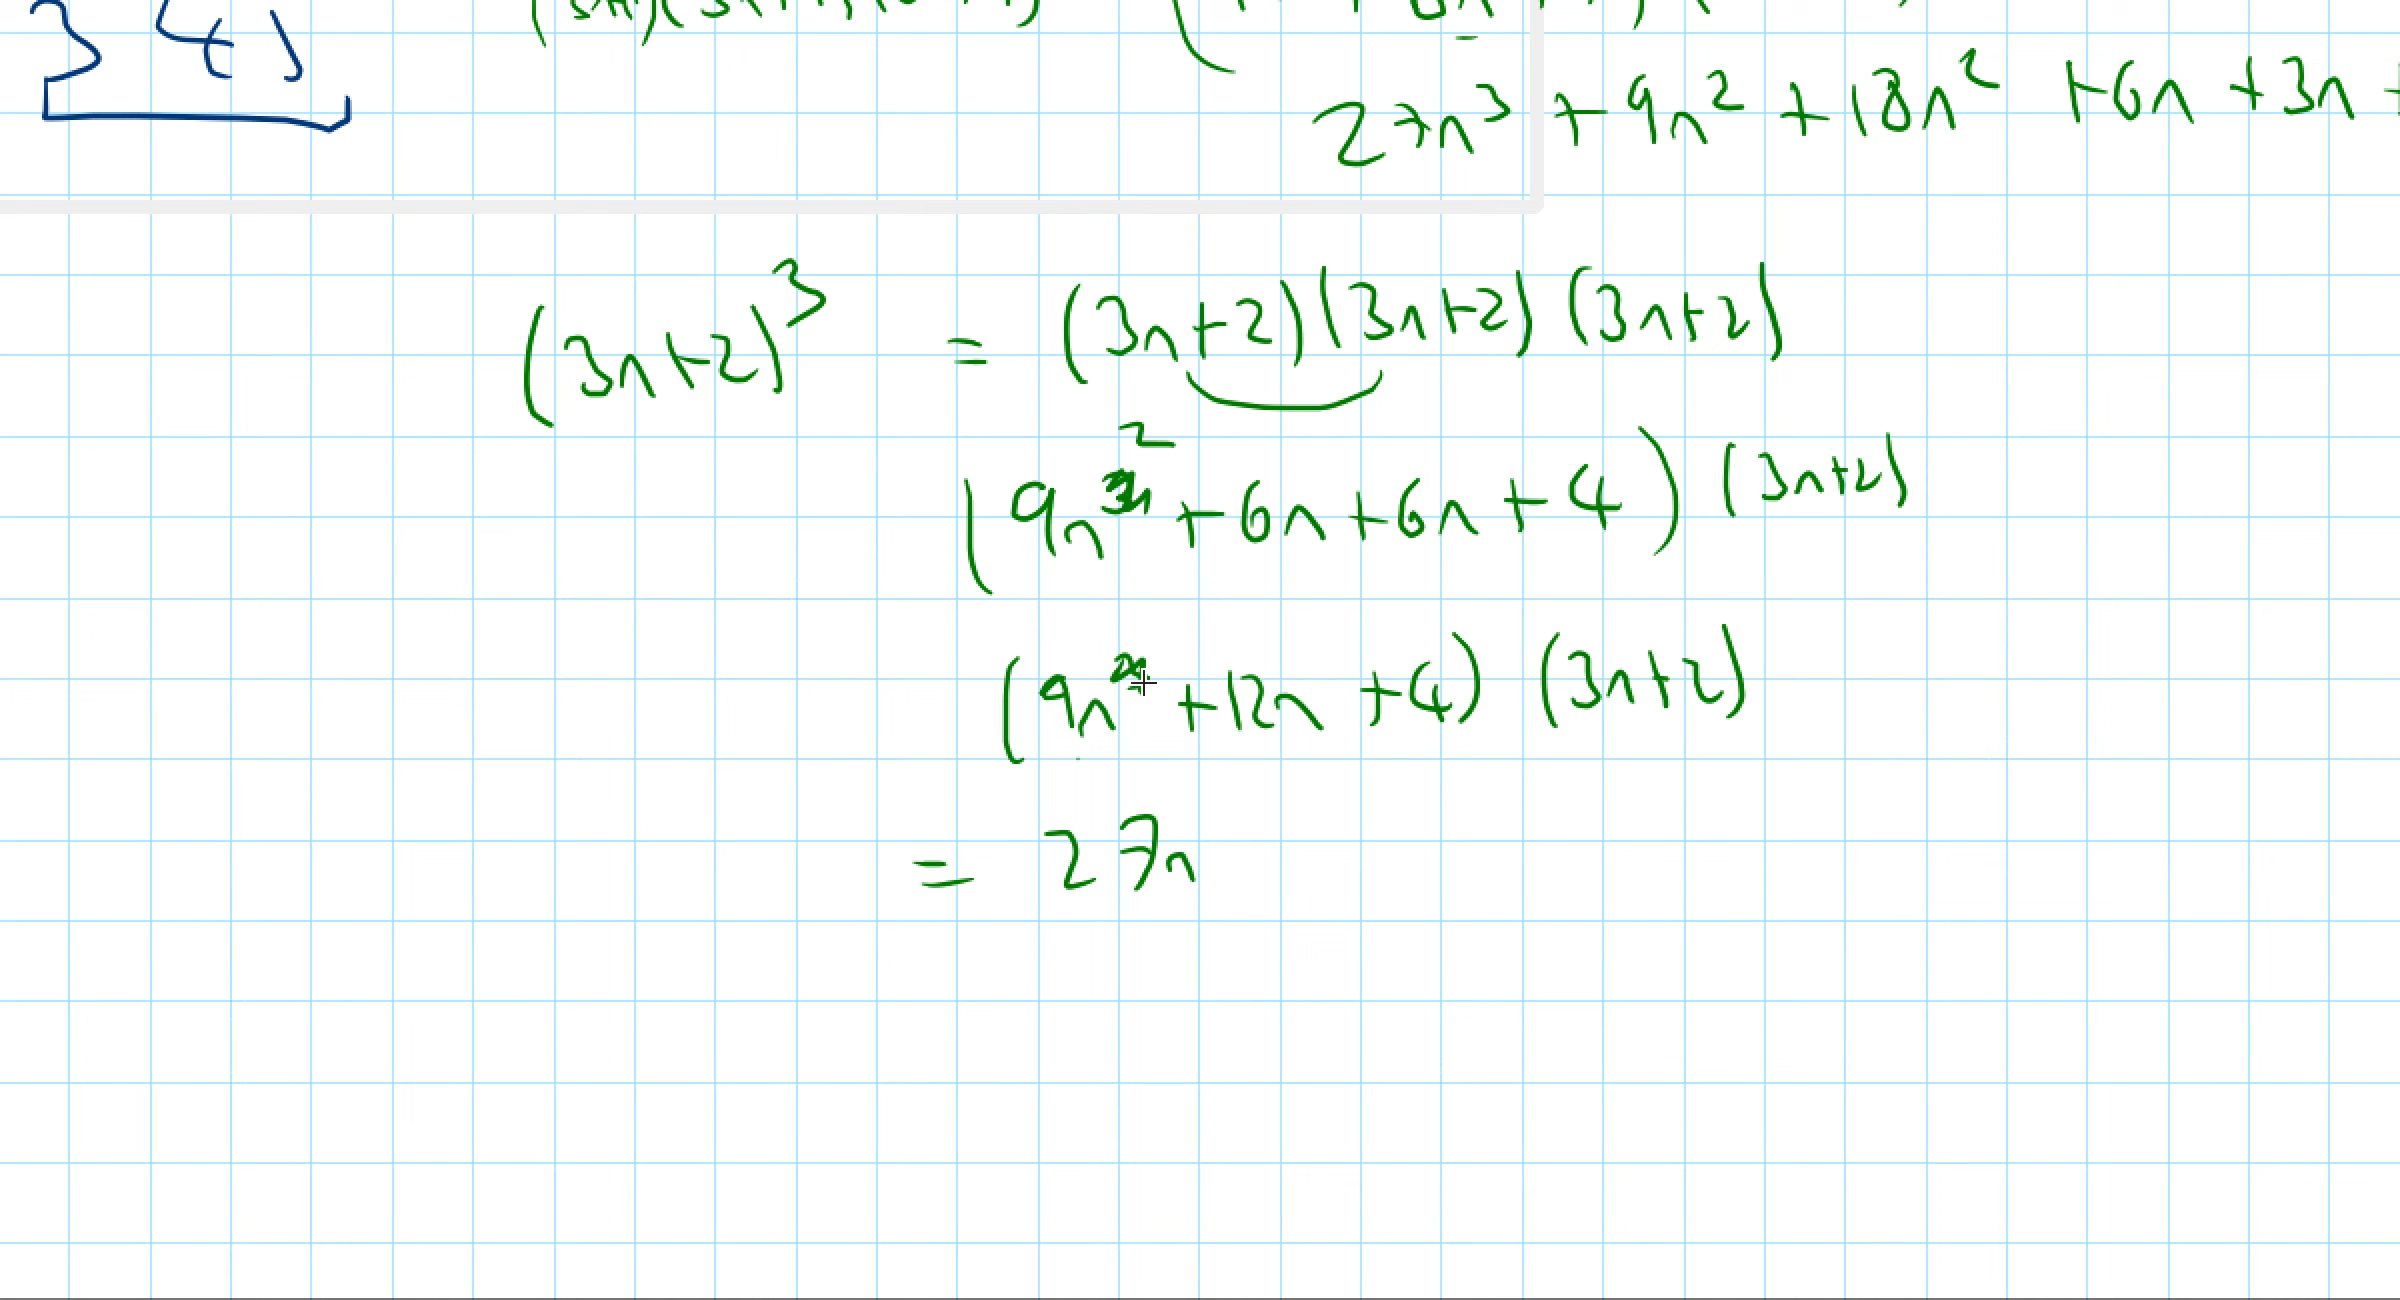 27n³ + 9n² + 18n² + 6n + 3n +
(3n+2)³ = (3n+2)(3n+2)(3n+2)
(9n² + 6n + 6n + 4) (3n+2)
(9n + 12n + 4) (3n+2)
= 27n